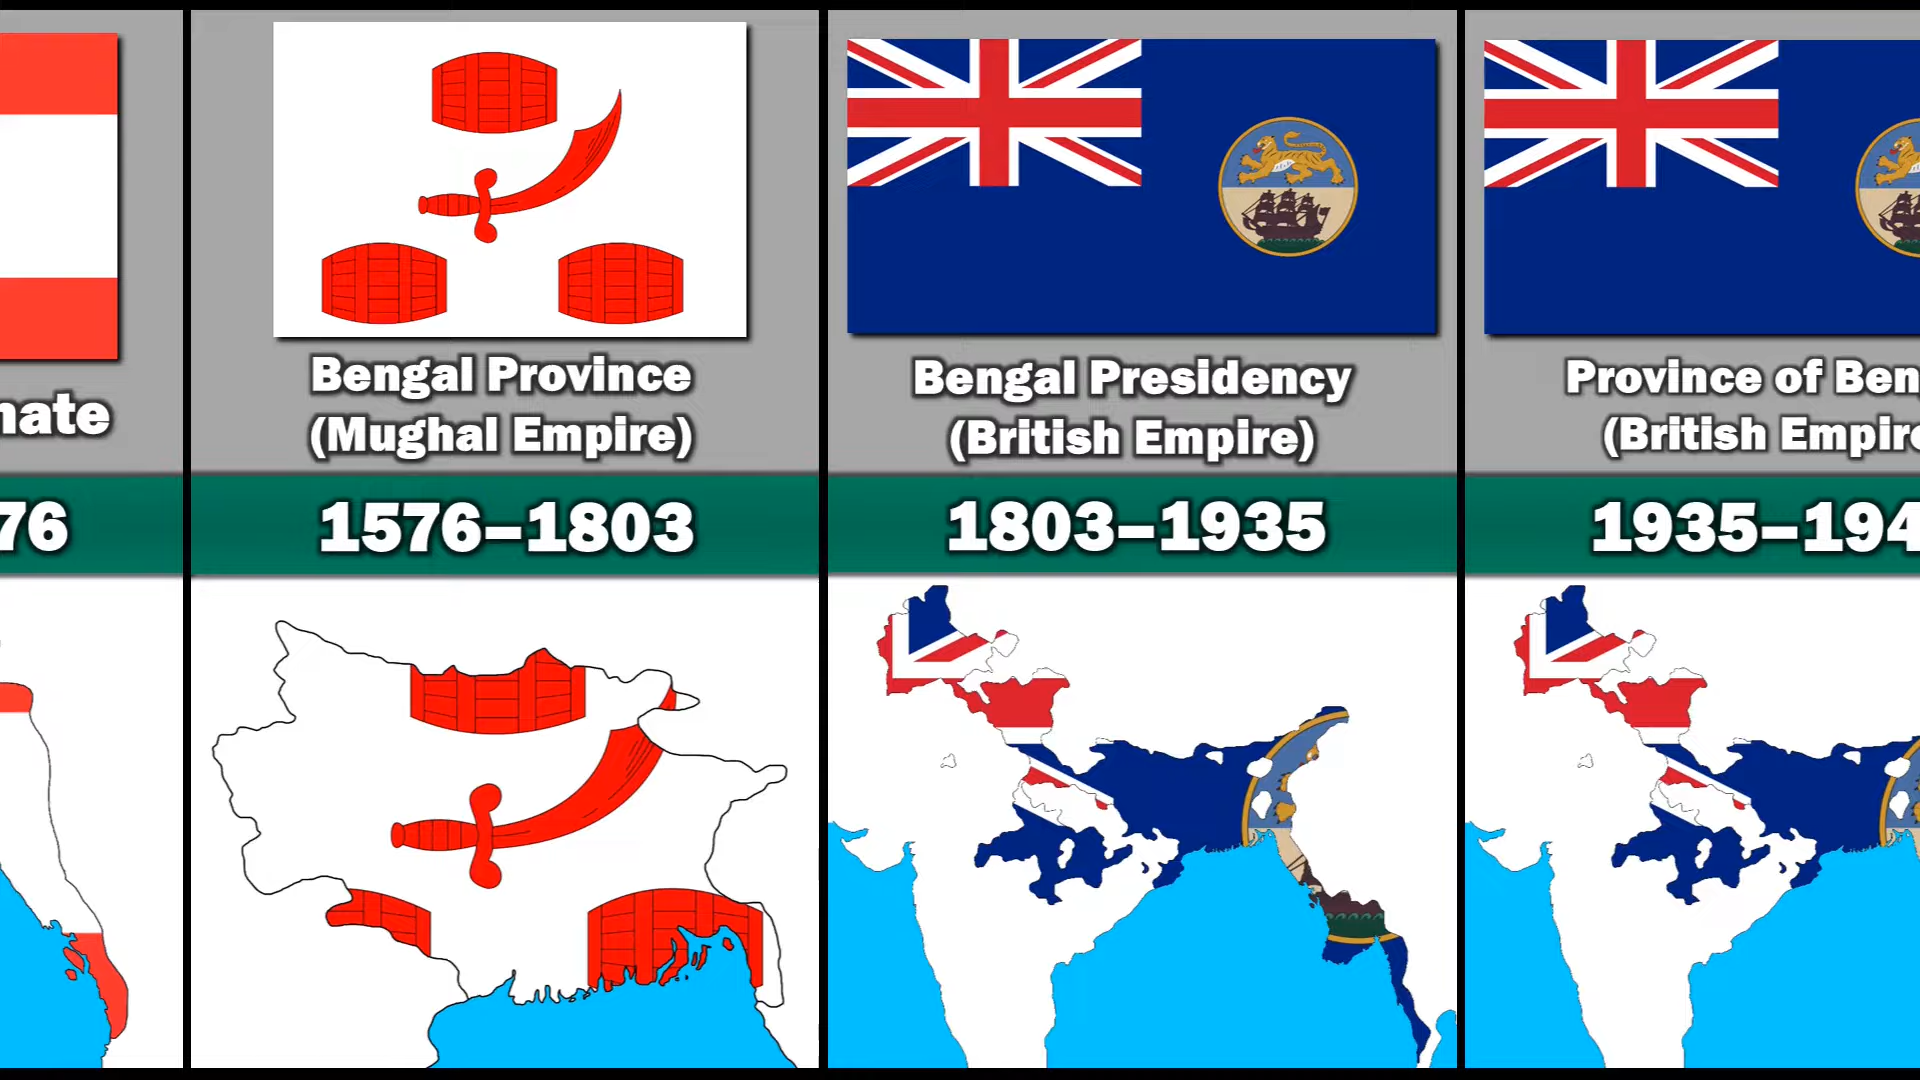 nate
76
Bengal Province
(Mughal Empire)
1576–1803
Bengal Presidency
(British Empire)
1803–1935
Province of Ben
(British Empire
1935–194